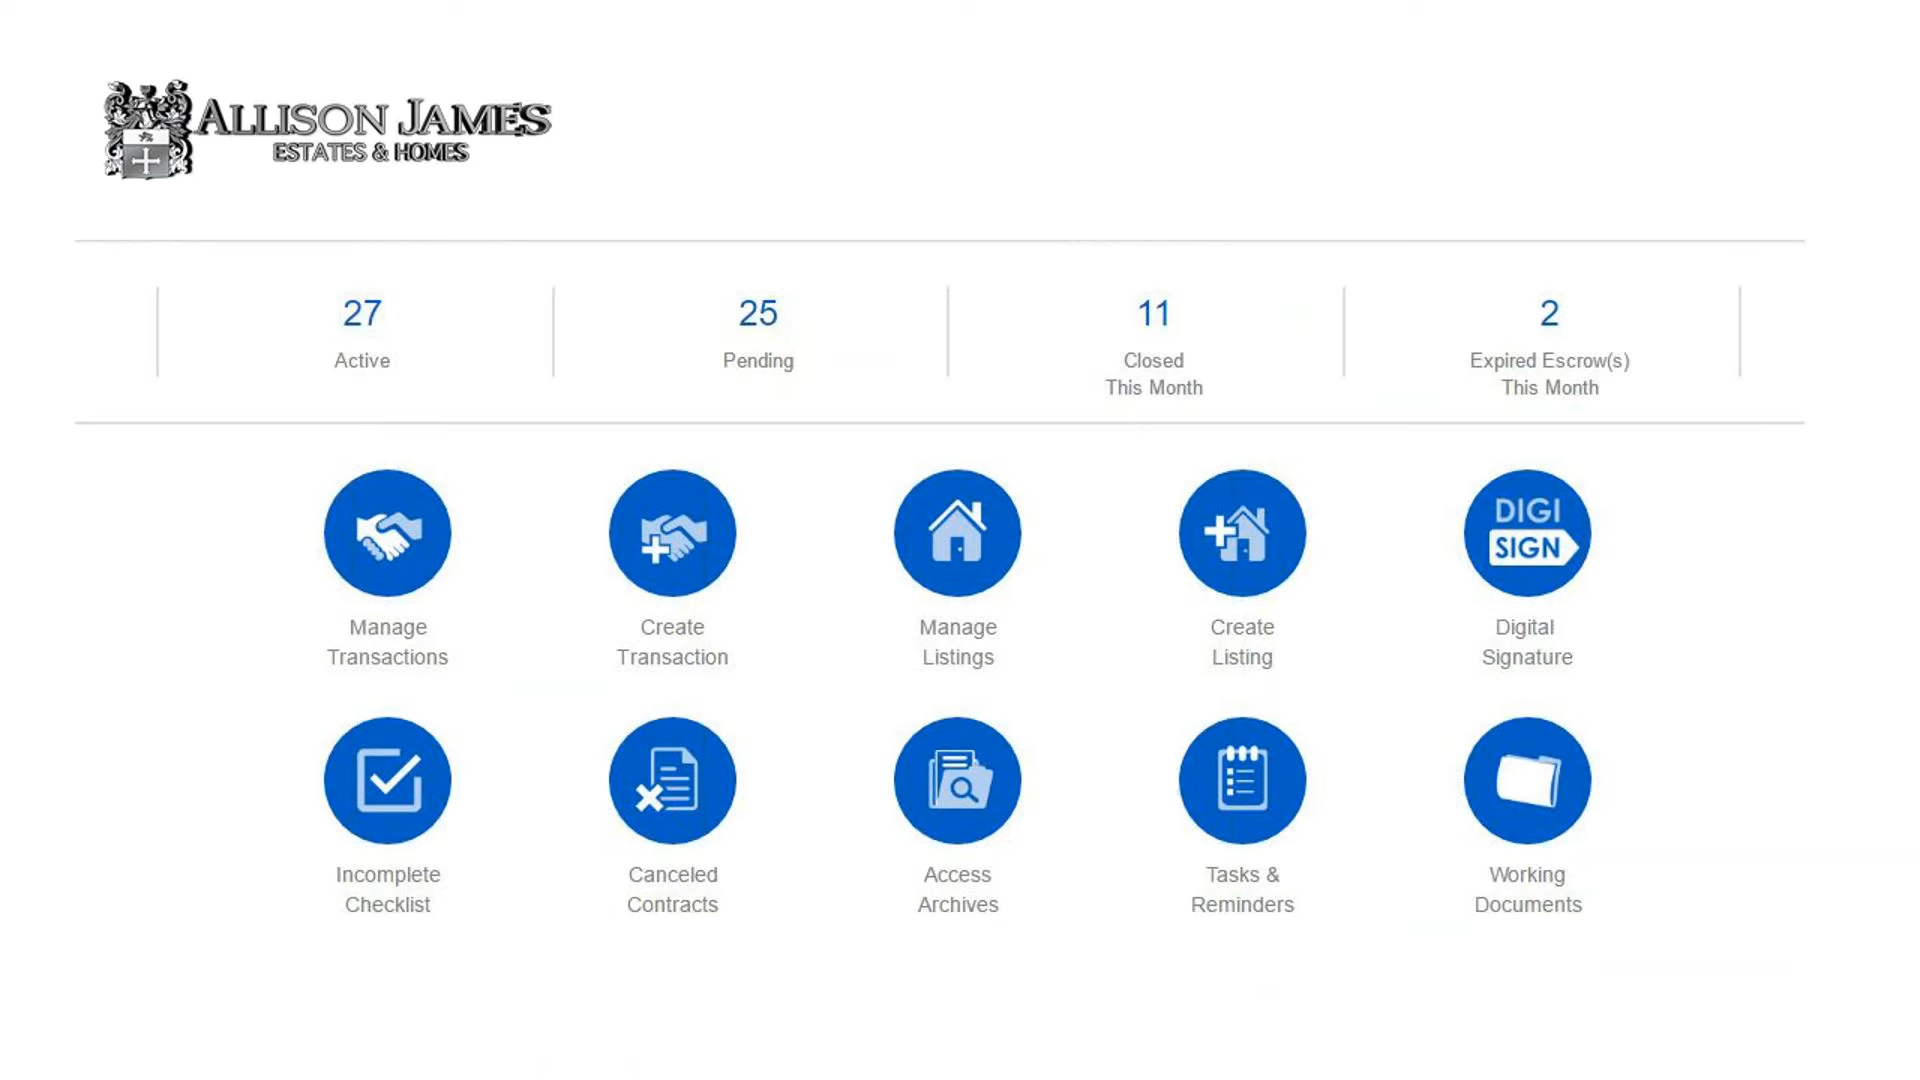 ALLISON JAMES
ESTATES & HOMES
27
Active
25
Pending
11
Closed
This Month
2
Expired Escrow(s)
This Month
Manage
Transactions
Create
Transaction
Manage
Listings
Create
Listing
DIGI
SIGN
Digital
Signature
Incomplete
Checklist
Canceled
Contracts
Access
Archives
Tasks &
Reminders
Working
Documents